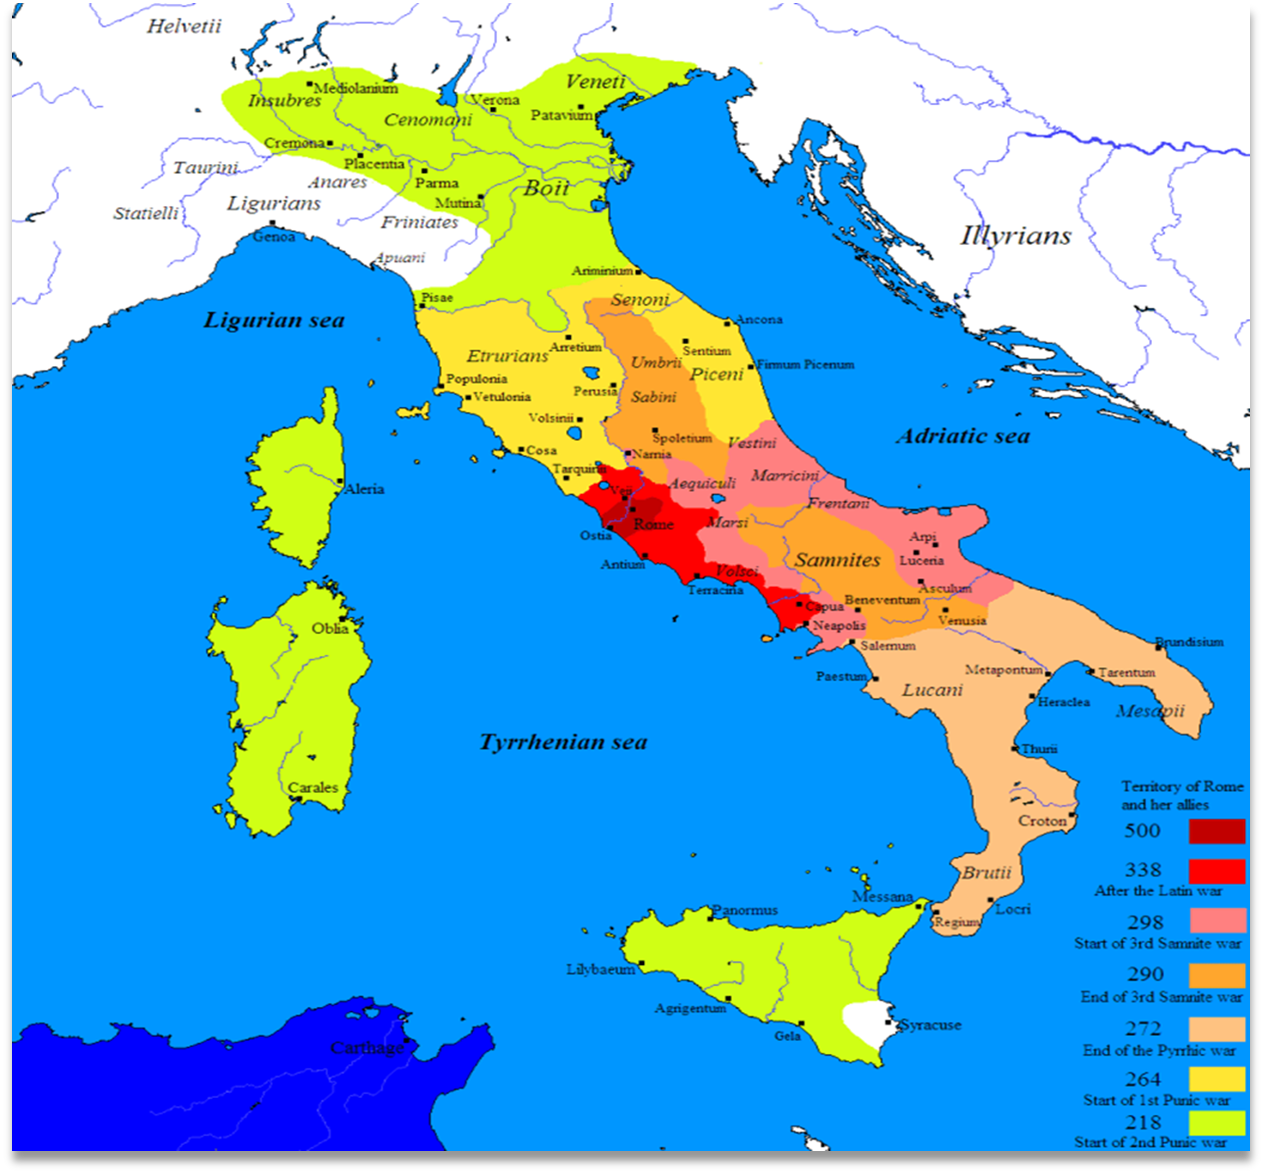 Helvetii
Veneti
Insubres
Mediolanium
Verona
Cenomani
Patavium
Cremona
Placentia
Taurini
Anares
Parma
Boii
Mutina
Ligurians
Statielli
Friniates
Genoa
Illyrians
Apuani
Ariminium
Pisae
Senoni
Ligurian sea
Ancona
Arretium
Etrurians
Sentium
Umbrii
Piceni
Firmum Picenum
Populonia
Perusia
Vetulonia
Sabini
Volsinii
Spoletium
Vestini
Adriatic sea
Cosa
Narnia
Tarquinii
Aequiculi
Marricini
Aleria
Veii
Frentani
Rome
Marsi
Ostia
Arpi
Luceria
Antium
Samnites
Volsci
Terracina
Asculum
Capua
Beneventum
Venusia
Neapolis
Oblia
Salernum
Brundisium
Paestum
Metapontum
Tarentum
Lucani
Heraclea
Mesapii
Tyrrhenian sea
Thurii
Carales
Croton
Brutii
Messana
Locri
Panormus
Regium
Lilybaeum
Agrigentum
Gela
Syracuse
Carthage
Territory of Rome
and her allies
500
338
After the Latin war
298
Start of 3rd Samnite war
290
End of 3rd Samnite war
272
End of the Pyrrhic war
264
Start of 1st Punic war
218
Start of 2nd Punic war